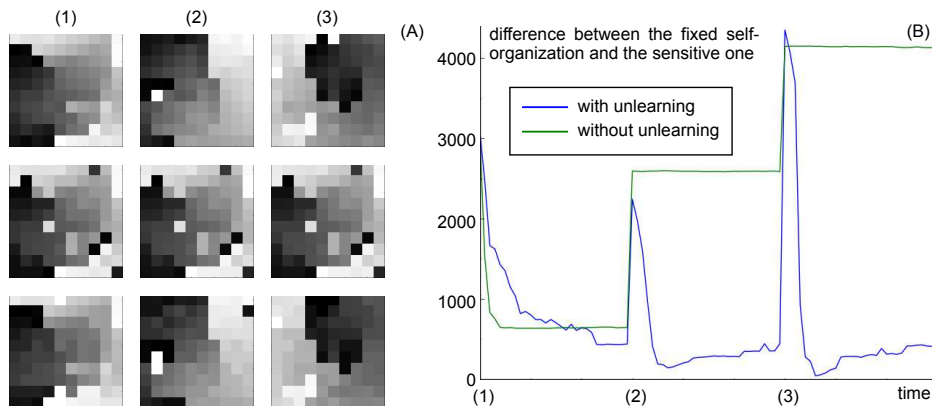 (1) (2) (3)
(A)
difference between the fixed self-
organization and the sensitive one
(B)
with unlearning
without unlearning
4000
3000
2000
1000
0
(1) (2) (3) time